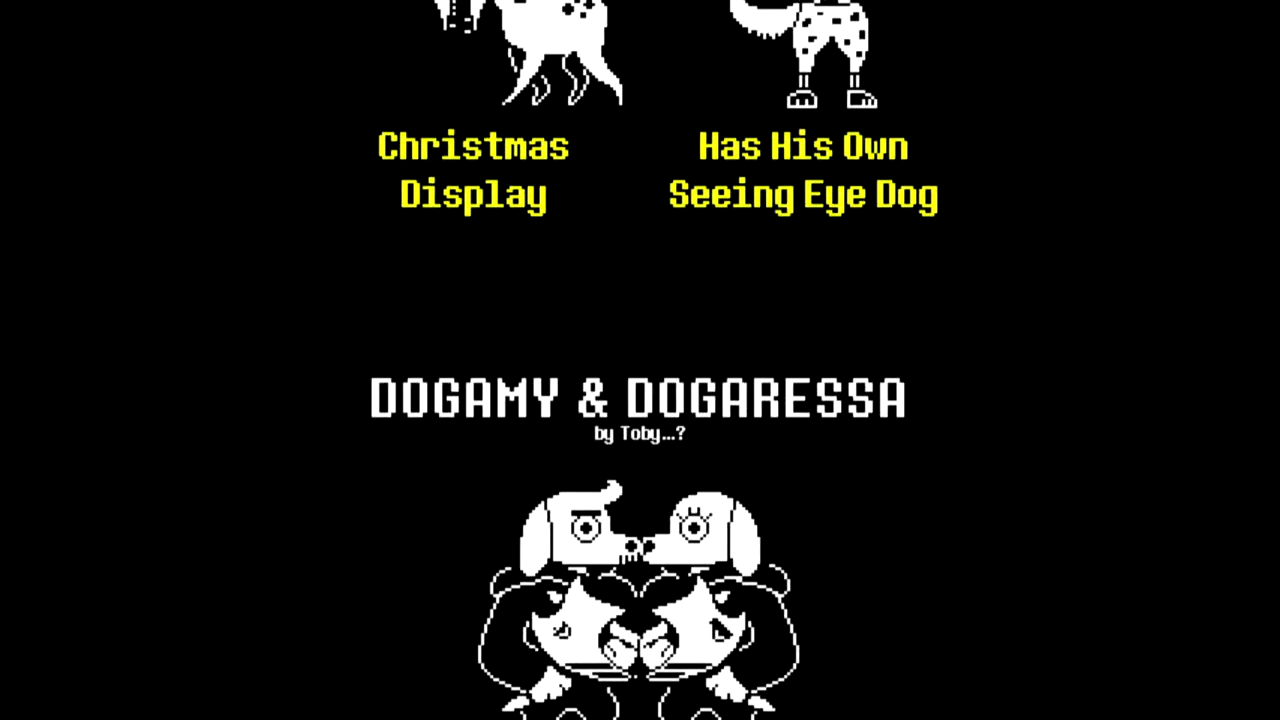 Christmas
Display
Has His Own
Seeing Eye Dog
DOGAMY & DOGARESSA
by Toby...?